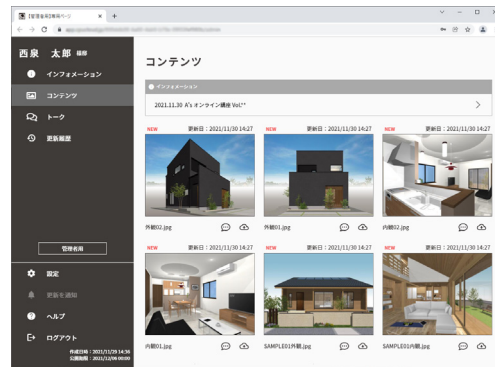 【管理者用】専用ページ
西泉 太郎 様邸
インフォメーション
コンテンツ
トーク
更新履歴
管理者用
設定
更新を通知
ヘルプ
ログアウト
作成日時：2021/11/29 14:36
公開期限：2021/12/06 00:00
コンテンツ
インフォメーション
2021.11.30 A's オンライン講座 Vol.**
NEW 更新日：2021/11/30 14:27
NEW 更新日：2021/11/30 14:27
NEW 更新日：2021/11/30 14:27
外観02.jpg
外観01.jpg
内観02.jpg
NEW 更新日：2021/11/30 14:27
NEW 更新日：2021/11/30 14:27
NEW 更新日：2021/11/30 14:27
内観01.jpg
SAMPLE01外観.jpg
SAMPLE01内観.jpg